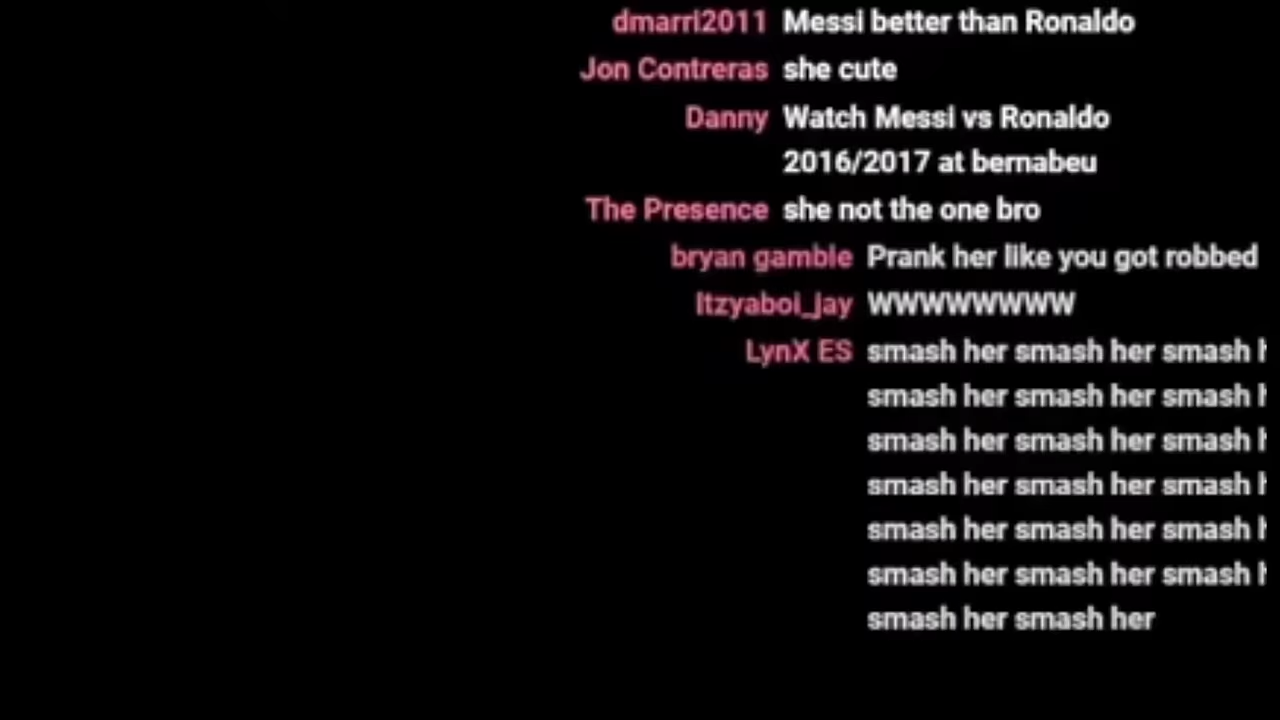 dmarri2011 Messi better than Ronaldo
Jon Contreras she cute
Danny Watch Messi vs Ronaldo
2016/2017 at bernabeu
The Presence she not the one bro
bryan gamble Prank her like you got robbed
Itzyaboi_jay WWWWWWWW
LynX ES smash her smash her smash
smash her smash her smash
smash her smash her smash
smash her smash her smash
smash her smash her smash
smash her smash her smash
smash her smash her